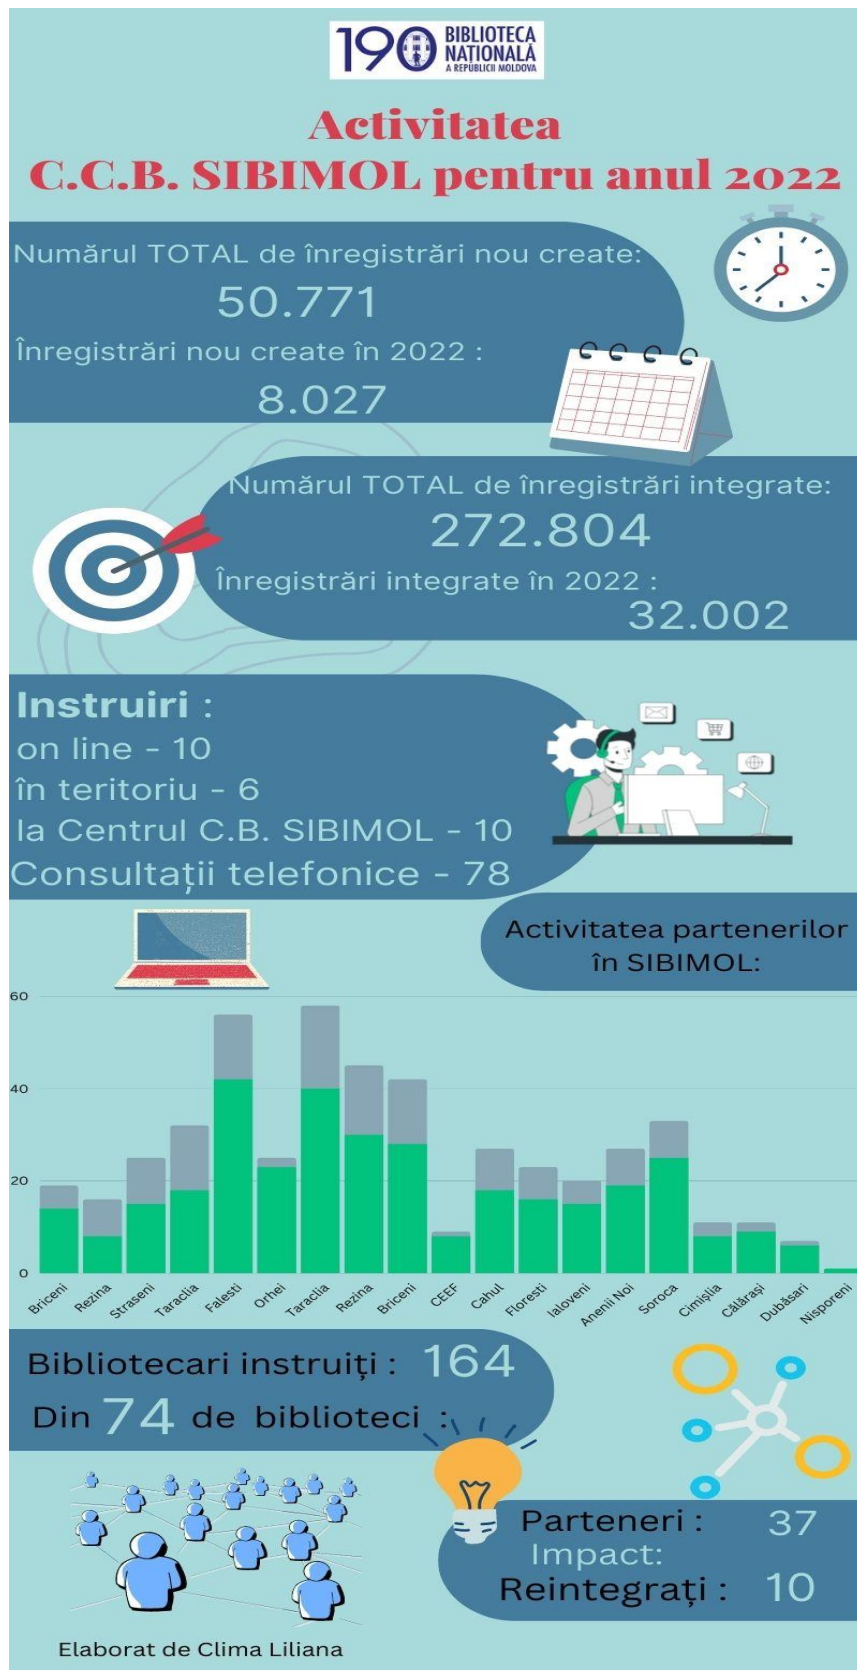 190 BIBLIOTECA
NAȚIONALĂ
A REPUBLICII MOLDOVA
Activitatea
C.C.B. SIBIMOL pentru anul 2022
Numărul TOTAL de înregistrări nou create:
50.771
Înregistrări nou create în 2022 :
8.027
Numărul TOTAL de înregistrări integrate:
272.804
Înregistrări integrate în 2022 :
32.002
Instruiri :
on line - 10
în teritoriu - 6
la Centrul C.B. SIBIMOL - 10
Consultații telefonice - 78
Activitatea partenerilor
în SIBIMOL:
60
40
20
0
Briceni
Rezina
Straseni
Taraclia
Falesti
Orhei
Taraclia
Rezina
Briceni
CEEF
Cahul
Floresti
Ialoveni
Anenii Noi
Soroca
Cimișlia
Călărași
Dubăsari
Nisporeni
Bibliotecari instruiți : 164
Din 74 de biblioteci :
Parteneri : 37
Impact:
Reintegrați : 10
Elaborat de Clima Liliana